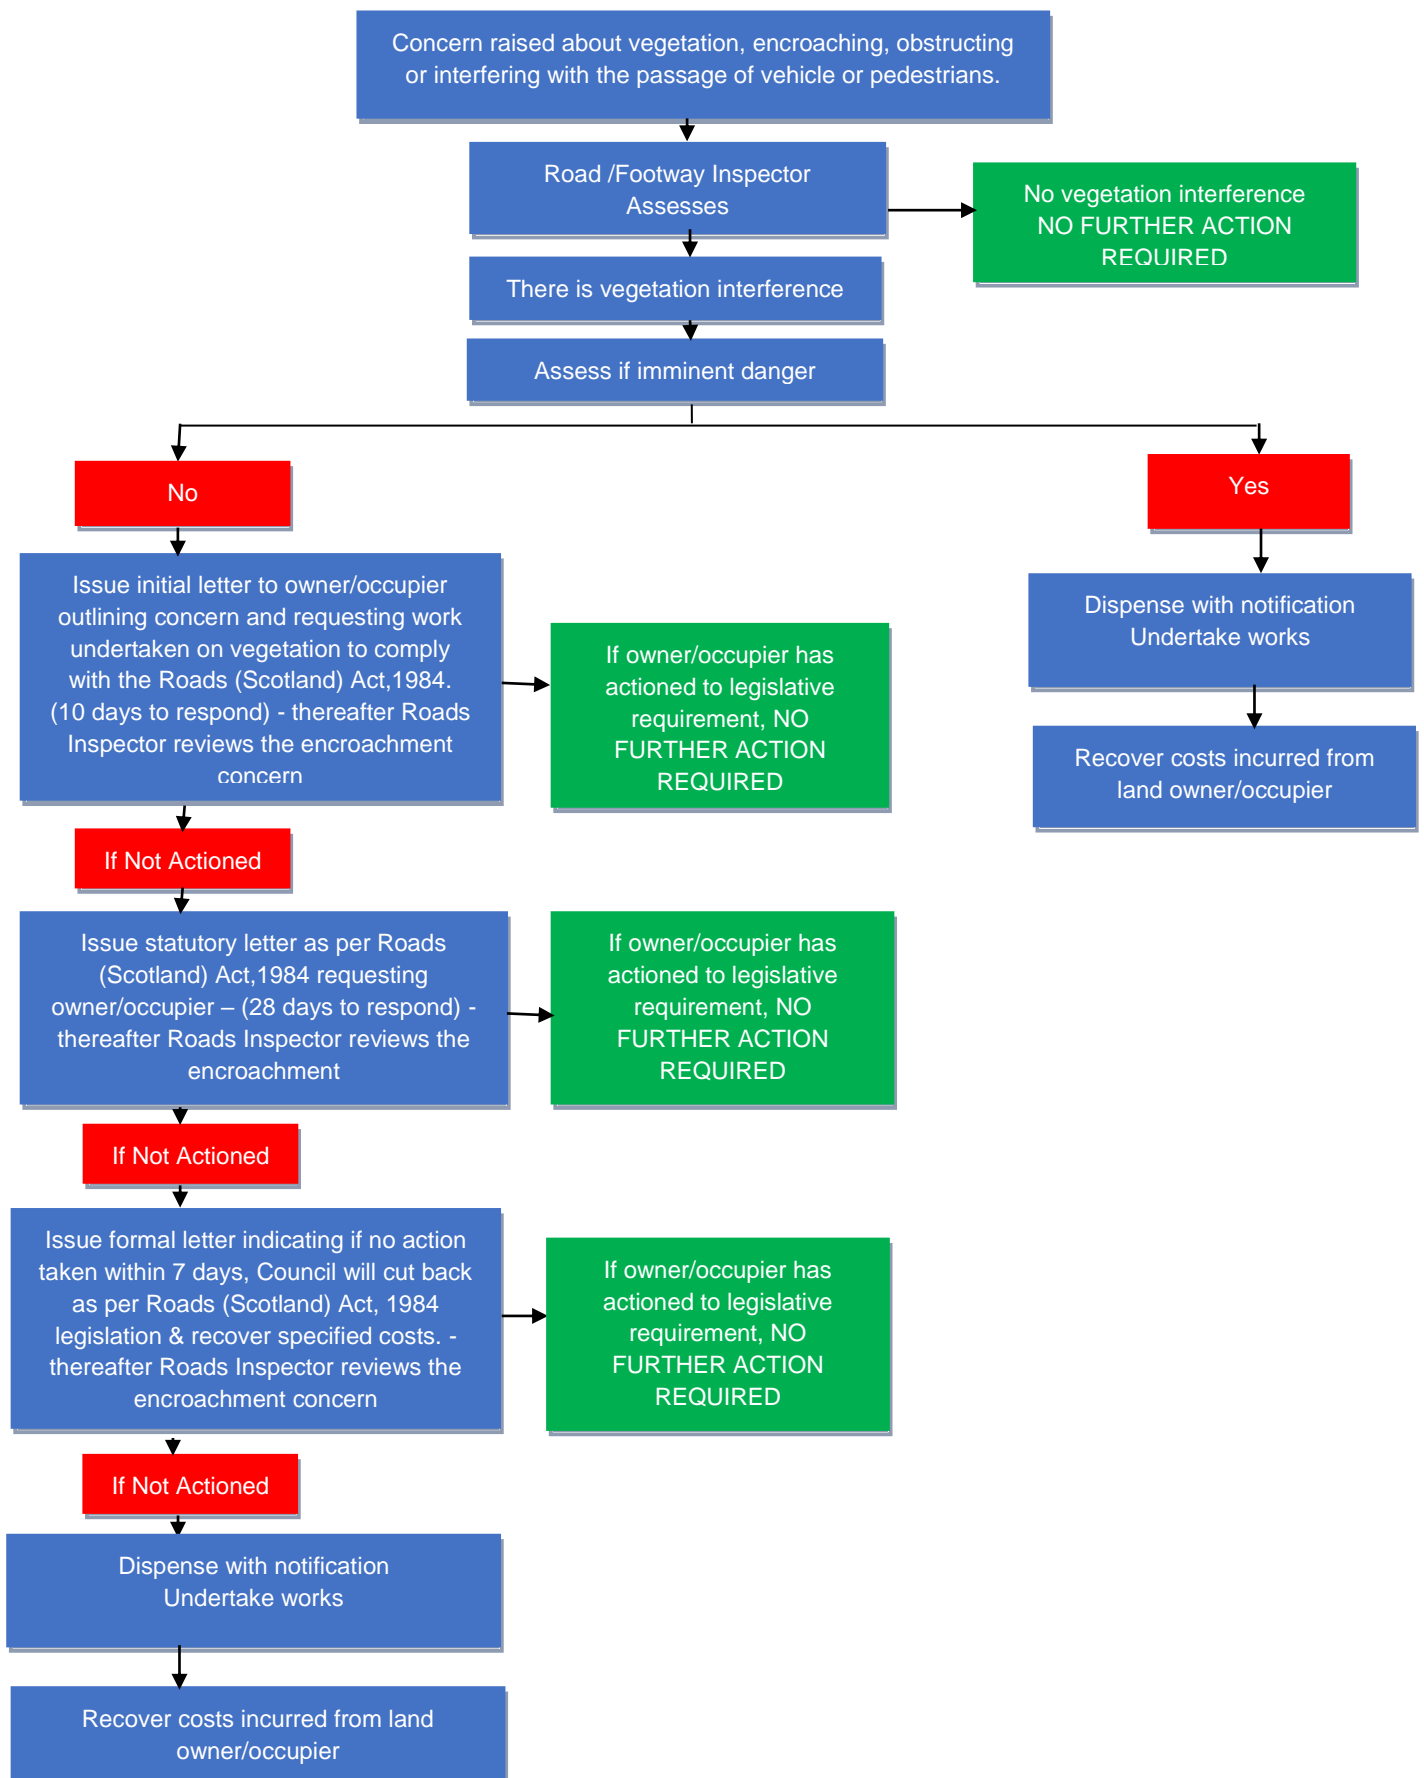 Concern raised about vegetation, encroaching, obstructing
or interfering with the passage of vehicle or pedestrians.
Road /Footway Inspector
Assesses
No vegetation interference
NO FURTHER ACTION
REQUIRED
There is vegetation interference
Assess if imminent danger
No
Yes
Issue initial letter to owner/occupier
outlining concern and requesting work
undertaken on vegetation to comply
with the Roads (Scotland) Act,1984.
(10 days to respond) - thereafter Roads
Inspector reviews the encroachment
concern
If owner/occupier has
actioned to legislative
requirement, NO
FURTHER ACTION
REQUIRED
Dispense with notification
Undertake works
Recover costs incurred from
land owner/occupier
If Not Actioned
Issue statutory letter as per Roads
(Scotland) Act,1984 requesting
owner/occupier – (28 days to respond) -
thereafter Roads Inspector reviews the
encroachment
If owner/occupier has
actioned to legislative
requirement, NO
FURTHER ACTION
REQUIRED
If Not Actioned
Issue formal letter indicating if no action
taken within 7 days, Council will cut back
as per Roads (Scotland) Act, 1984
legislation & recover specified costs. -
thereafter Roads Inspector reviews the
encroachment concern
If owner/occupier has
actioned to legislative
requirement, NO
FURTHER ACTION
REQUIRED
If Not Actioned
Dispense with notification
Undertake works
Recover costs incurred from land
owner/occupier